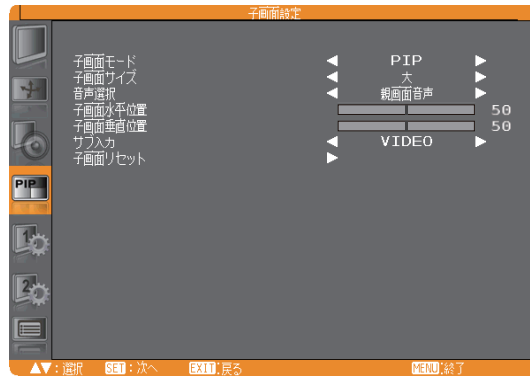 子画面設定
子画面モード ◀ PIP ▶
子画面サイズ ◀ 大 ▶
音声選択 ◀ 親画面音声 ▶
子画面水平位置 50
子画面垂直位置 50
サブ入力 ◀ VIDEO ▶
子画面リセット ▶
PIP
1
2
▲▼:選択 SET:次へ EXIT:戻る MENU:終了